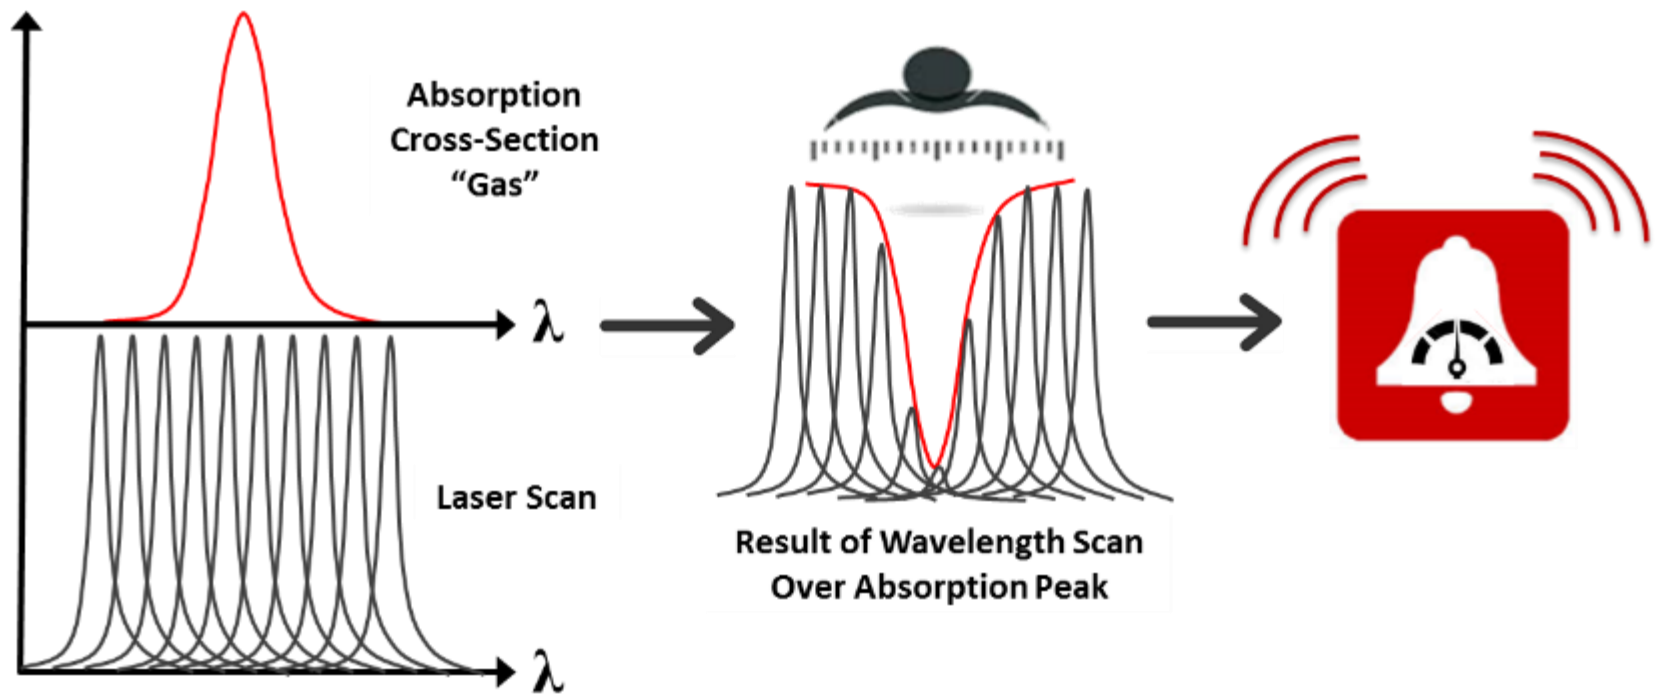 Absorption
Cross-Section
“Gas”
λ
Laser Scan
λ
Result of Wavelength Scan
Over Absorption Peak